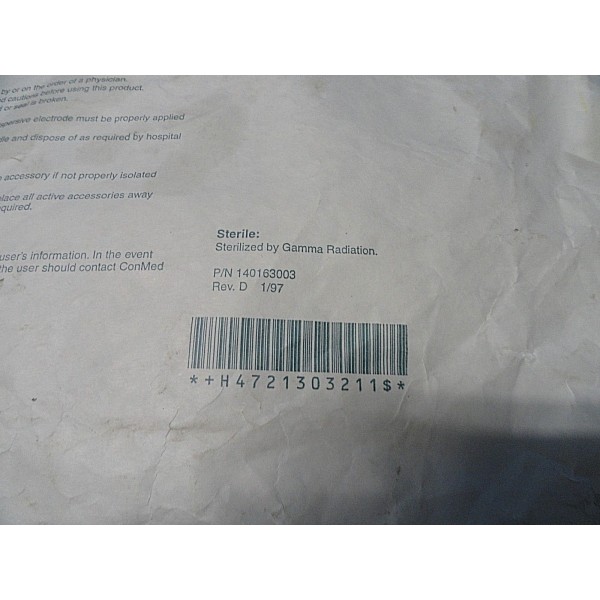 by or on the order of a physician.
cautions before using this product.
or seal is broken.
persive electrode must be properly applied
and dispose of as required by hospital
accessory if not properly isolated
place all active accessories away
quired.
user's information. In the event
the user should contact ConMed
Sterile:
Sterilized by Gamma Radiation.
P/N 140163003
Rev. D 1/97
*+H4721303211$*